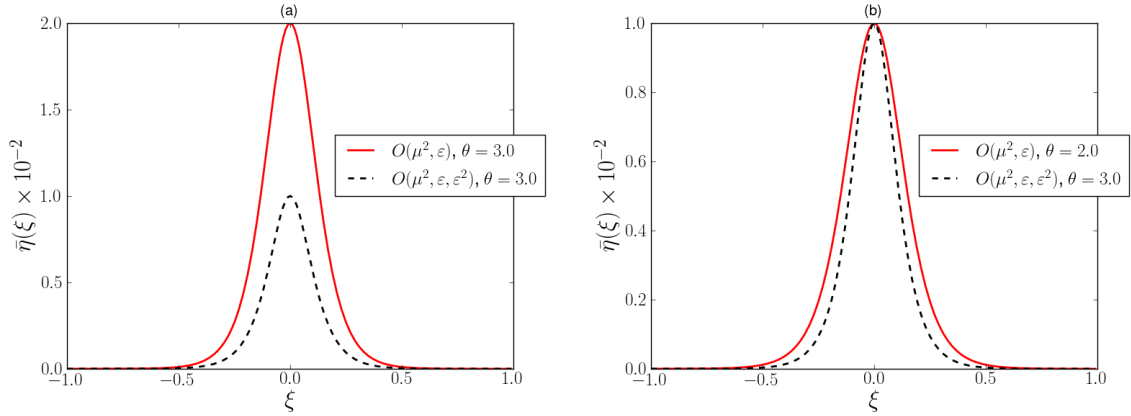 (a)
2.0
1.5
1.0
0.5
0.0
−1.0 −0.5 0.0 0.5 1.0
η̄(ξ) × 10⁻²
ξ
O(μ², ε), θ = 3.0
O(μ², ε, ε²), θ = 3.0
(b)
1.0
0.8
0.6
0.4
0.2
0.0
−1.0 −0.5 0.0 0.5 1.0
η̄(ξ) × 10⁻²
ξ
O(μ², ε), θ = 2.0
O(μ², ε, ε²), θ = 3.0